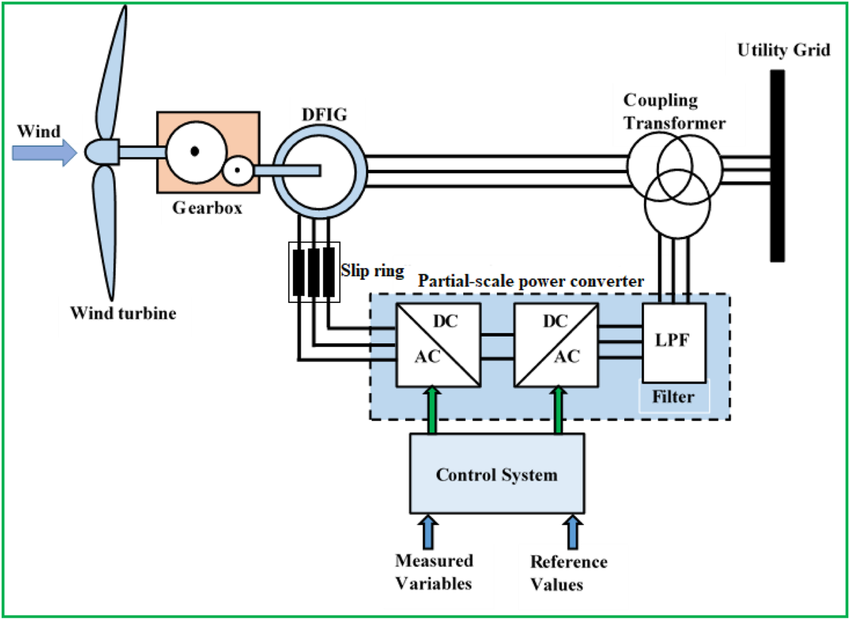 Utility Grid
Coupling
Transformer
DFIG
Wind
Gearbox
Slip ring
Partial-scale power converter
Wind turbine
DC
AC
DC
AC
LPF
Filter
Control System
Measured
Variables
Reference
Values